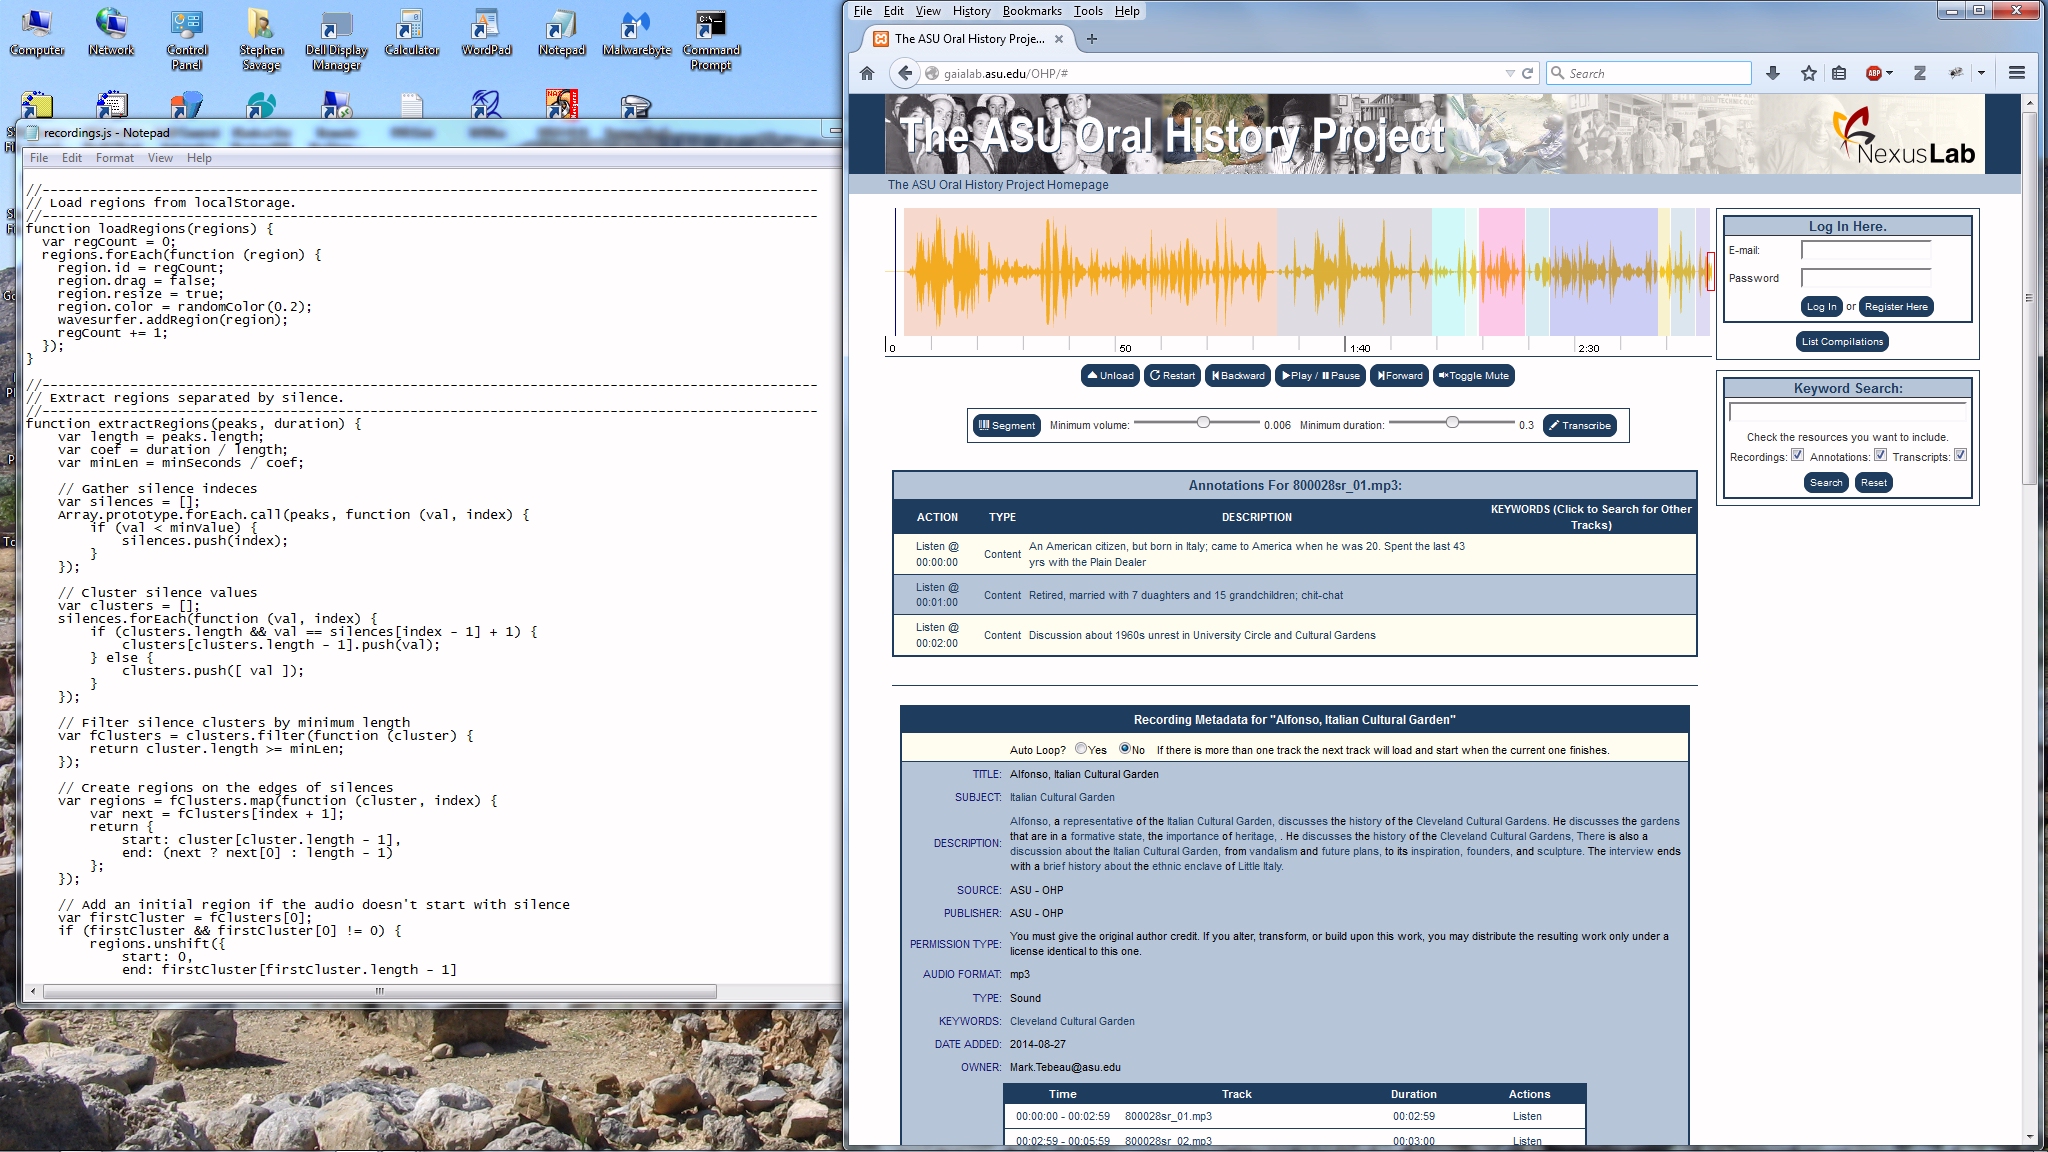 Computer
Network
Control Panel
Stephen Savage
Dell Display Manager
Calculator
WordPad
Notepad
Malwarebyte
Command Prompt
recordings.js - Notepad
File Edit Format View Help
//------------------------------------------------------------------------------------------------
// Load regions from localStorage.
//------------------------------------------------------------------------------------------------
function loadRegions(regions) {
  var regCount = 0;
  regions.forEach(function (region) {
    region.id = regCount;
    region.drag = false;
    region.resize = true;
    region.color = randomColor(0.2);
    wavesurfer.addRegion(region);
    regCount += 1;
  });
}
//------------------------------------------------------------------------------------------------
// Extract regions separated by silence.
//------------------------------------------------------------------------------------------------
function extractRegions(peaks, duration) {
    var length = peaks.length;
    var coef = duration / length;
    var minLen = minSeconds / coef;
    // Gather silence indeces
    var silences = [];
    Array.prototype.forEach.call(peaks, function (val, index) {
        if (val < minValue) {
            silences.push(index);
        }
    });
    // Cluster silence values
    var clusters = [];
    silences.forEach(function (val, index) {
        if (clusters.length && val == silences[index - 1] + 1) {
            clusters[clusters.length - 1].push(val);
        } else {
            clusters.push([ val ]);
        }
    });
    // Filter silence clusters by minimum length
    var fClusters = clusters.filter(function (cluster) {
        return cluster.length >= minLen;
    });
    // Create regions on the edges of silences
    var regions = fClusters.map(function (cluster, index) {
        var next = fClusters[index + 1];
        return {
            start: cluster[cluster.length - 1],
            end: (next ? next[0] : length - 1)
        };
    });
    // Add an initial region if the audio doesn't start with silence
    var firstCluster = fClusters[0];
    if (firstCluster && firstCluster[0] != 0) {
        regions.unshift({
            start: 0,
            end: firstCluster[firstCluster.length - 1]
File Edit View History Bookmarks Tools Help
The ASU Oral History Proje...
gaialab.asu.edu/OHP/#
Search
ABP
The ASU Oral History Project
NexusLab
The ASU Oral History Project Homepage
0 50 1:40 2:30
Unload Restart Backward Play / Pause Forward Toggle Mute
Segment Minimum volume: 0.006 Minimum duration: 0.3 Transcribe
Log In Here.
E-mail:
Password
Log In or Register Here
List Compilations
Keyword Search:
Check the resources you want to include.
Recordings: Annotations: Transcripts:
Search Reset
Annotations For 800028sr_01.mp3:
ACTION TYPE DESCRIPTION KEYWORDS (Click to Search for Other Tracks)
Listen @ 00:00:00 Content An American citizen, but born in Italy; came to America when he was 20. Spent the last 43 yrs with the Plain Dealer
Listen @ 00:01:00 Content Retired, married with 7 duaghters and 15 grandchildren; chit-chat
Listen @ 00:02:00 Content Discussion about 1960s unrest in University Circle and Cultural Gardens
Recording Metadata for "Alfonso, Italian Cultural Garden"
Auto Loop? Yes No If there is more than one track the next track will load and start when the current one finishes.
TITLE: Alfonso, Italian Cultural Garden
SUBJECT: Italian Cultural Garden
DESCRIPTION: Alfonso, a representative of the Italian Cultural Garden, discusses the history of the Cleveland Cultural Gardens. He discusses the gardens
that are in a formative state, the importance of heritage, . He discusses the history of the Cleveland Cultural Gardens, There is also a
discussion about the Italian Cultural Garden, from vandalism and future plans, to its inspiration, founders, and sculpture. The interview ends
with a brief history about the ethnic enclave of Little Italy.
SOURCE: ASU - OHP
PUBLISHER: ASU - OHP
PERMISSION TYPE: You must give the original author credit. If you alter, transform, or build upon this work, you may distribute the resulting work only under a
license identical to this one.
AUDIO FORMAT: mp3
TYPE: Sound
KEYWORDS: Cleveland Cultural Garden
DATE ADDED: 2014-08-27
OWNER: Mark.Tebeau@asu.edu
Time Track Duration Actions
00:00:00 - 00:02:59 800028sr_01.mp3 00:02:59 Listen
00:02:59 - 00:05:59 800028sr_02.mp3 00:03:00 Listen